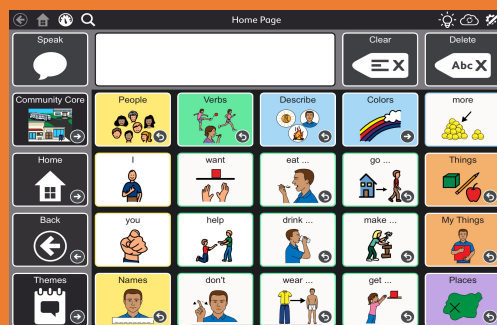 Home Page
Speak
Clear
Delete
Abc X
Community Core
People
Verbs
Describe
Colors
more
Home
I
want
eat ...
go ...
Things
Back
you
help
drink ...
make ...
My Things
Themes
Names
don't
wear ...
get ...
Places